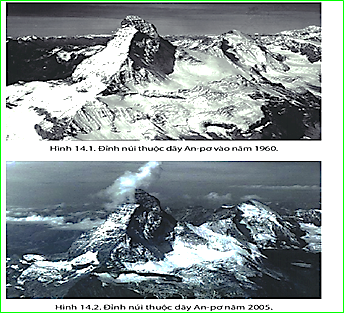 Hình 14.1. Đỉnh núi thuộc dãy An-pơ vào năm 1960.
Hình 14.2. Đỉnh núi thuộc dãy An-pơ năm 2005.